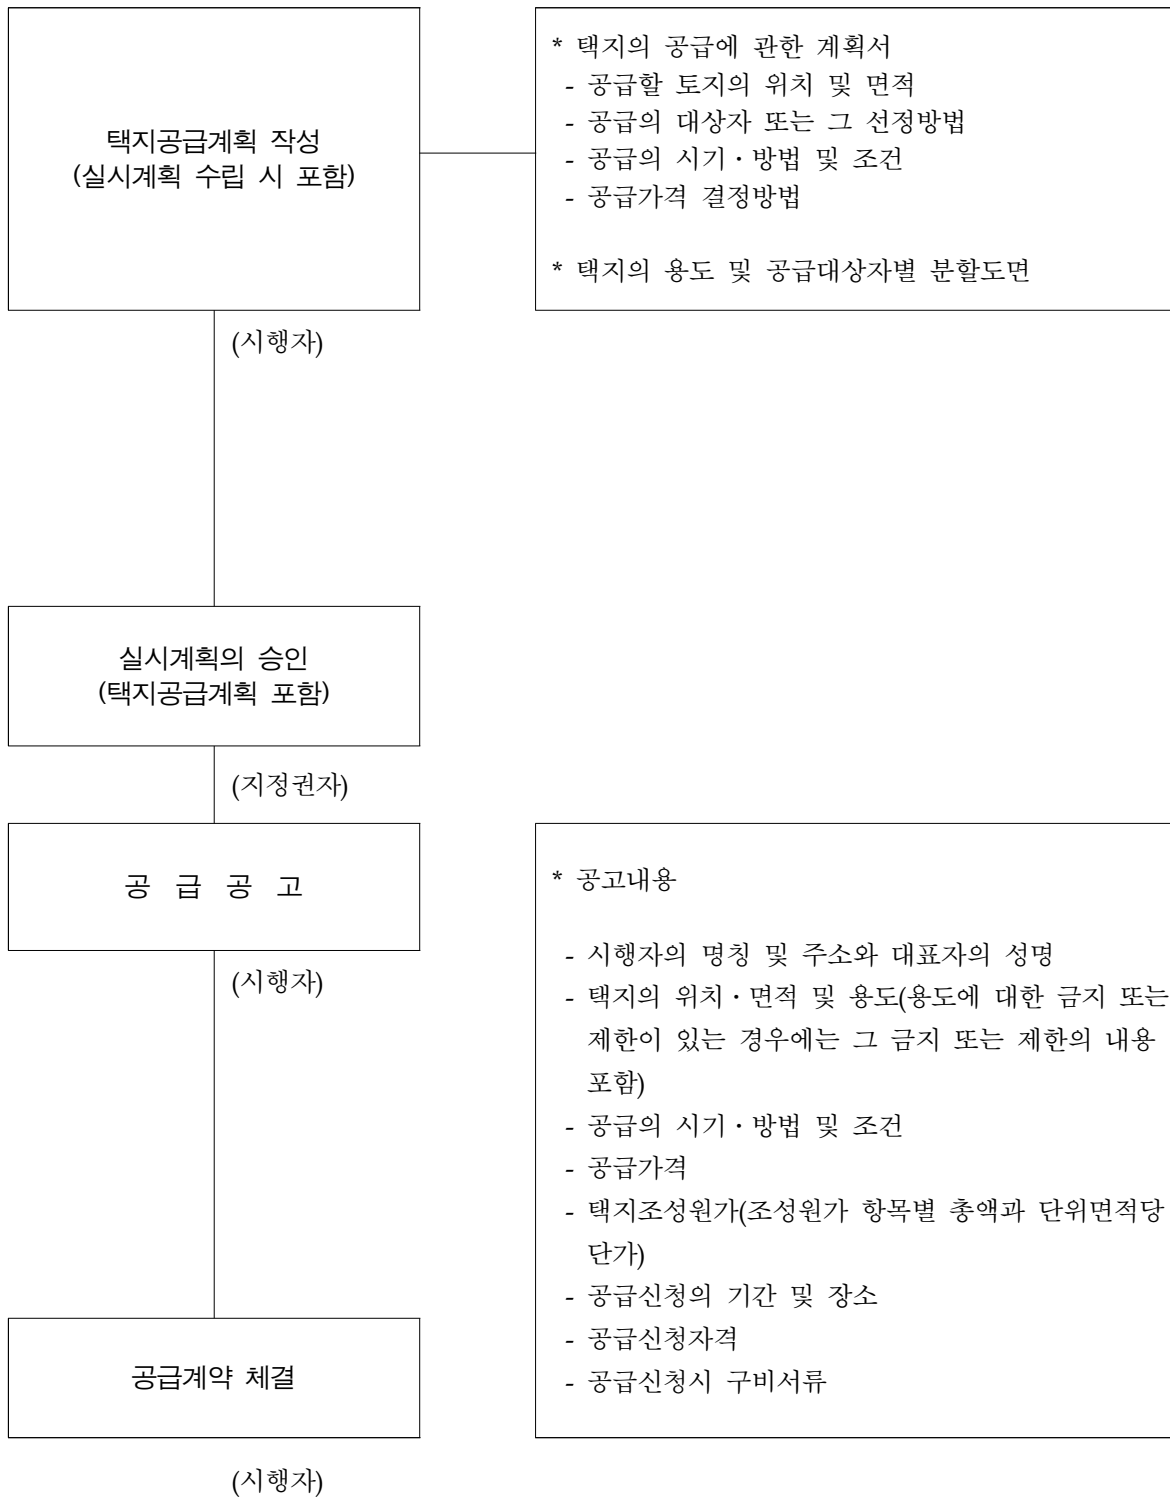 택지공급계획 작성
(실시계획 수립 시 포함)
* 택지의 공급에 관한 계획서
- 공급할 토지의 위치 및 면적
- 공급의 대상자 또는 그 선정방법
- 공급의 시기·방법 및 조건
- 공급가격 결정방법
* 택지의 용도 및 공급대상자별 분할도면
(시행자)
실시계획의 승인
(택지공급계획 포함)
(지정권자)
공 급 공 고
(시행자)
* 공고내용
- 시행자의 명칭 및 주소와 대표자의 성명
- 택지의 위치·면적 및 용도(용도에 대한 금지 또는
제한이 있는 경우에는 그 금지 또는 제한의 내용
포함)
- 공급의 시기·방법 및 조건
- 공급가격
- 택지조성원가(조성원가 항목별 총액과 단위면적당
단가)
- 공급신청의 기간 및 장소
- 공급신청자격
- 공급신청시 구비서류
공급계약 체결
(시행자)